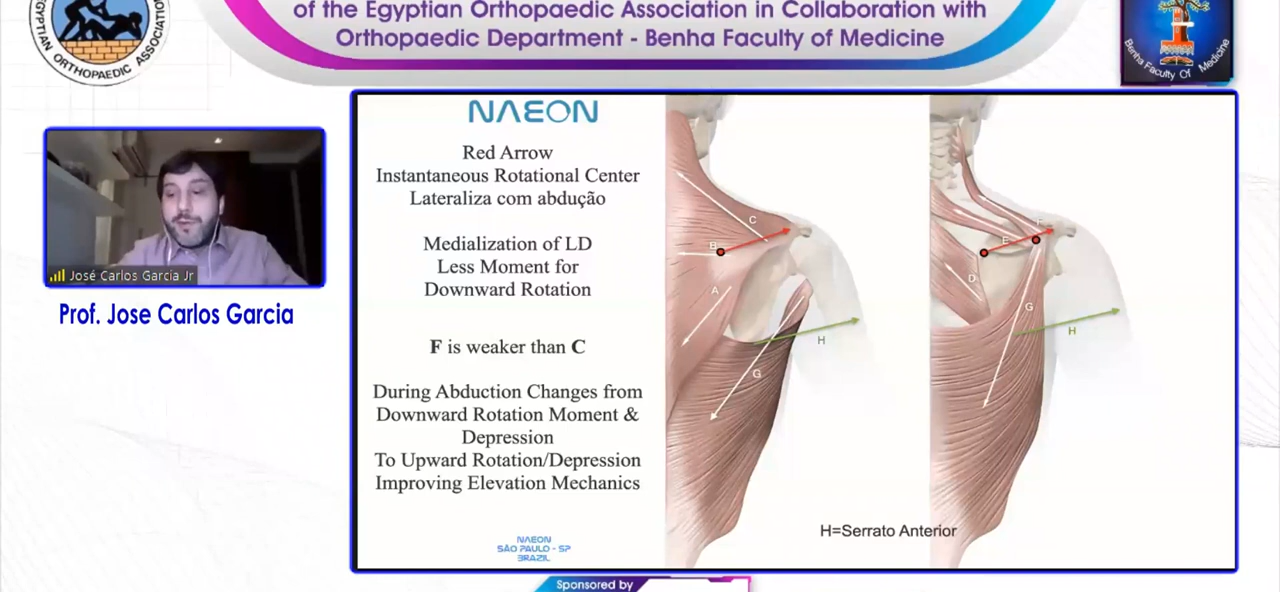 of the Egyptian Orthopaedic Association in Collaboration with
Orthopaedic Department - Benha Faculty of Medicine
EGYPTIAN ORTHOPAEDIC ASSOCIATION
Benha Faculty Of Medicine
José Carlos Garcia Jr
Prof. Jose Carlos Garcia
NAEON
Red Arrow
Instantaneous Rotational Center
Lateraliza com abdução
Medialization of LD
Less Moment for
Downward Rotation
F is weaker than C
During Abduction Changes from
Downward Rotation Moment &
Depression
To Upward Rotation/Depression
Improving Elevation Mechanics
NAEON
SÃO PAULO - SP
BRAZIL
C
B
A
G
H
F
E
D
G
H
H=Serrato Anterior
Sponsored by